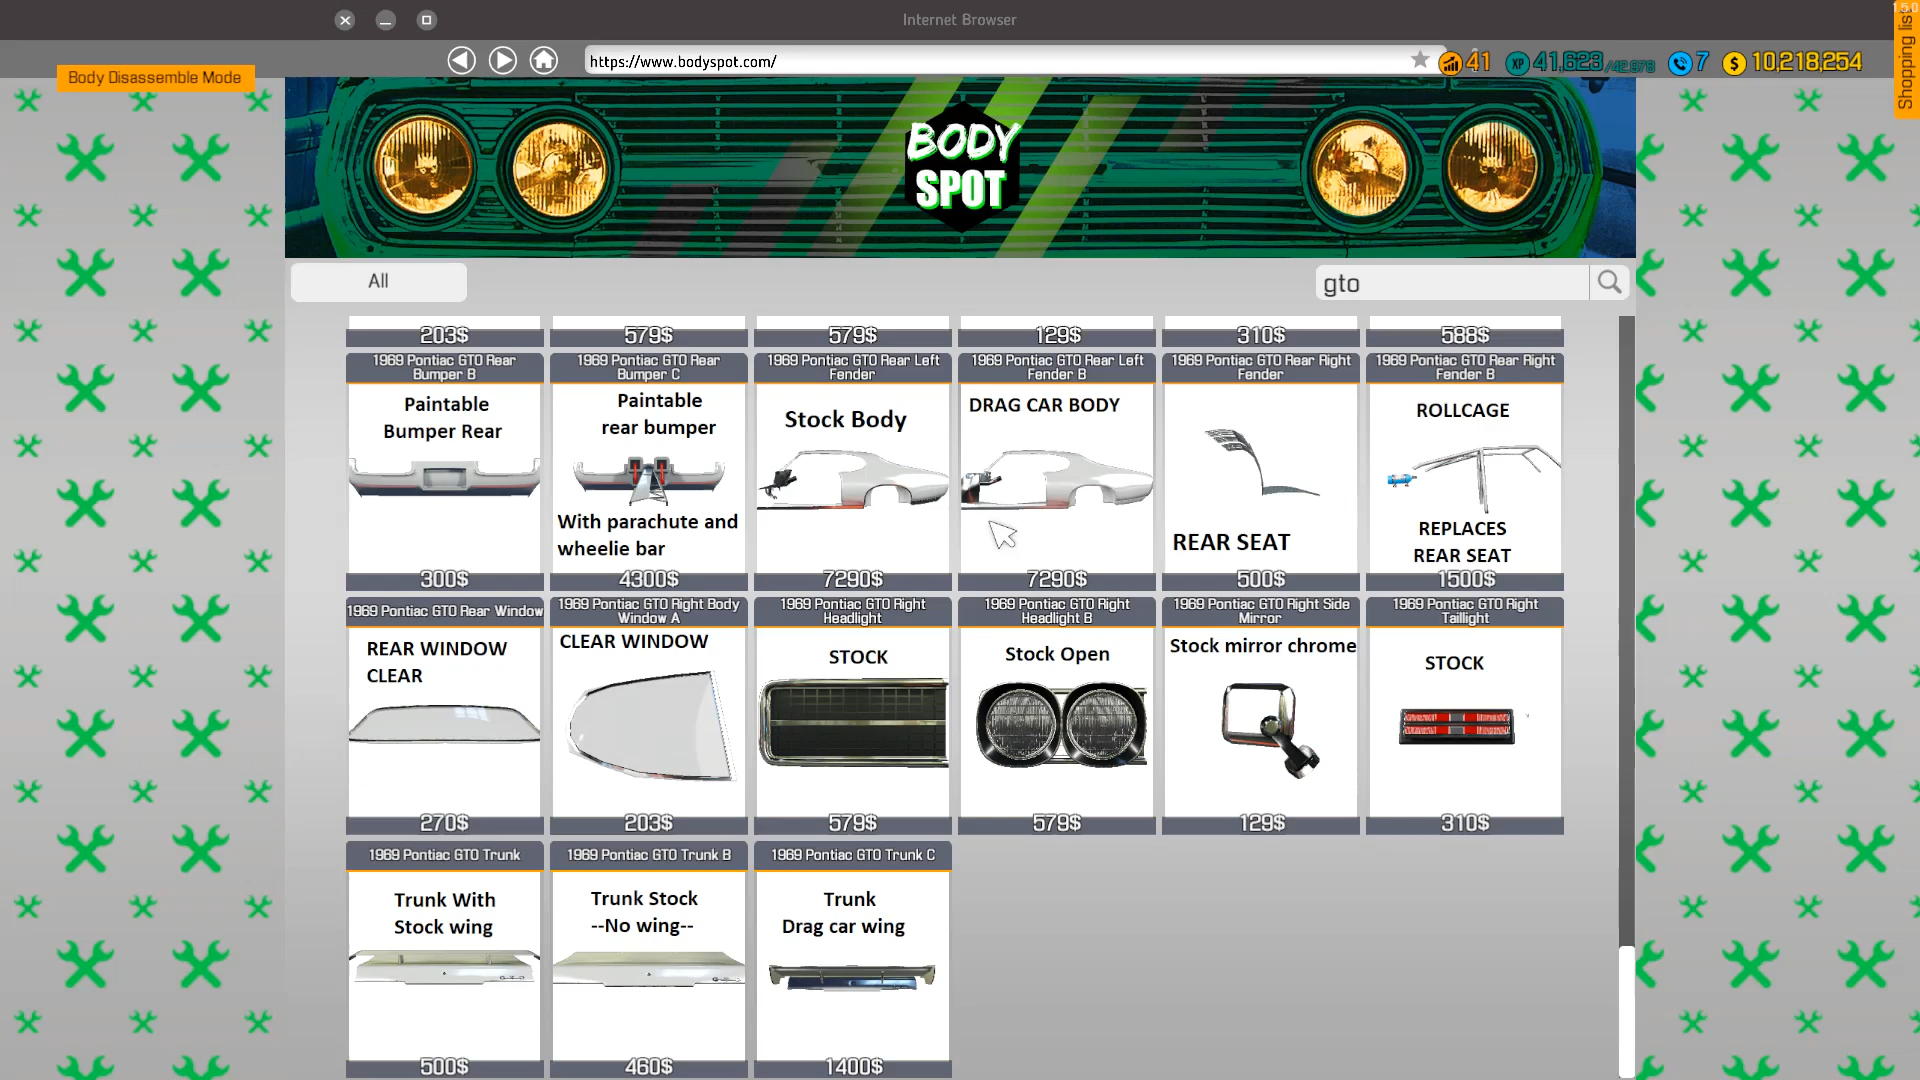 Internet Browser
1.5.0
https://www.bodyspot.com/
41
XP 41,623/42,978
7
$ 10,218,254
Shopping list
Body Disassemble Mode
BODY
SPOT
All
gto
203$
579$
579$
129$
310$
588$
1969 Pontiac GTO Rear
Bumper B
Paintable
Bumper Rear
300$
1969 Pontiac GTO Rear
Bumper C
Paintable
rear bumper
With parachute and
wheelie bar
4300$
1969 Pontiac GTO Rear Left
Fender
Stock Body
7290$
1969 Pontiac GTO Rear Left
Fender B
DRAG CAR BODY
7290$
1969 Pontiac GTO Rear Right
Fender
REAR SEAT
500$
1969 Pontiac GTO Rear Right
Fender B
ROLLCAGE
REPLACES
REAR SEAT
1500$
1969 Pontiac GTO Rear Window
REAR WINDOW
CLEAR
270$
1969 Pontiac GTO Right Body
Window A
CLEAR WINDOW
203$
1969 Pontiac GTO Right
Headlight
STOCK
579$
1969 Pontiac GTO Right
Headlight B
Stock Open
579$
1969 Pontiac GTO Right Side
Mirror
Stock mirror chrome
129$
1969 Pontiac GTO Right
Taillight
STOCK
310$
1969 Pontiac GTO Trunk
Trunk With
Stock wing
500$
1969 Pontiac GTO Trunk B
Trunk Stock
--No wing--
460$
1969 Pontiac GTO Trunk C
Trunk
Drag car wing
1400$